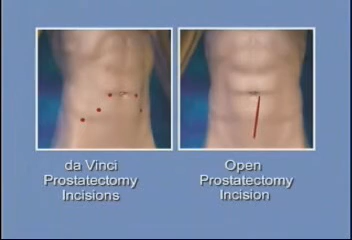 da Vinci
Prostatectomy
Incisions
Open
Prostatectomy
Incision